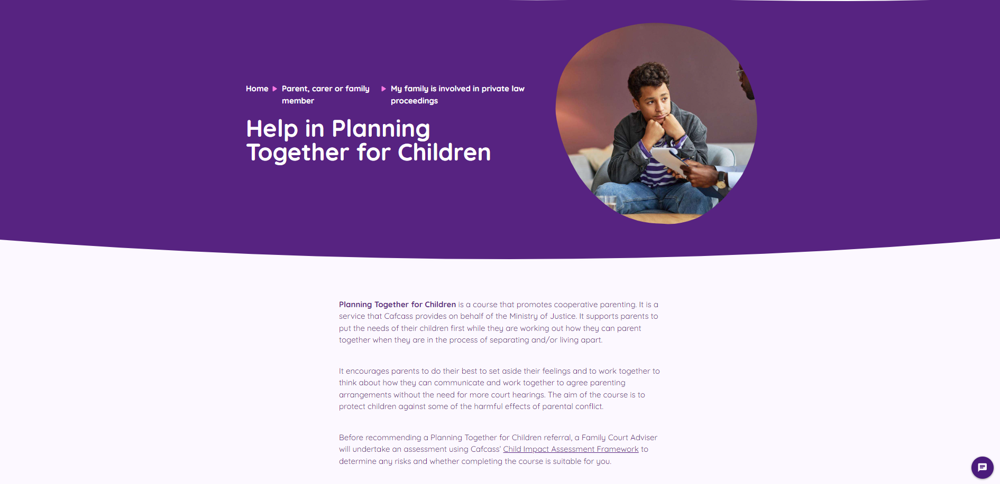 Home Parent, carer or family member My family is involved in private law proceedings
Help in Planning
Together for Children
Planning Together for Children is a course that promotes cooperative parenting. It is a
service that Cafcass provides on behalf of the Ministry of Justice. It supports parents to
put the needs of their children first while they are working out how they can parent
together when they are in the process of separating and/or living apart.
It encourages parents to do their best to set aside their feelings and to work together to
think about how they can communicate and work together to agree parenting
arrangements without the need for more court hearings. The aim of the course is to
protect children against some of the harmful effects of parental conflict.
Before recommending a Planning Together for Children referral, a Family Court Adviser
will undertake an assessment using Cafcass’ Child Impact Assessment Framework to
determine any risks and whether completing the course is suitable for you.